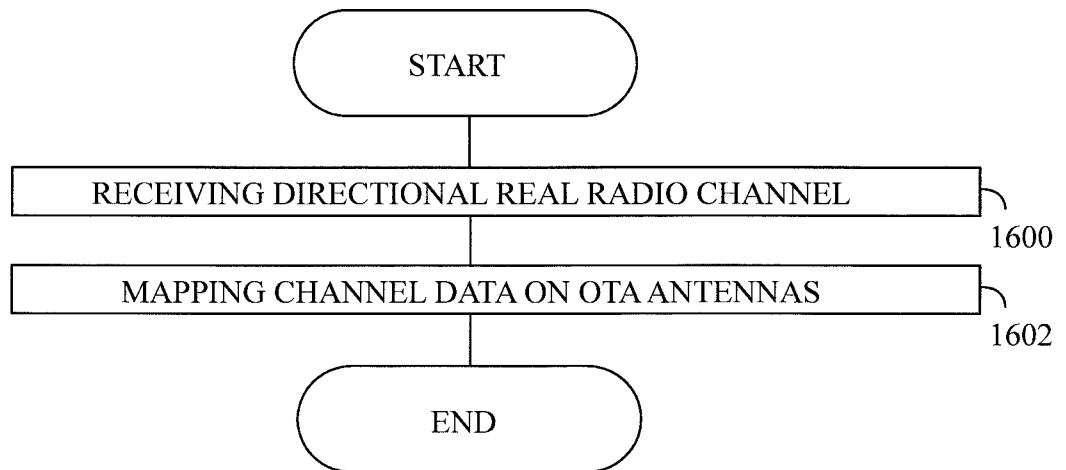 START
RECEIVING DIRECTIONAL REAL RADIO CHANNEL
1600
MAPPING CHANNEL DATA ON OTA ANTENNAS
1602
END